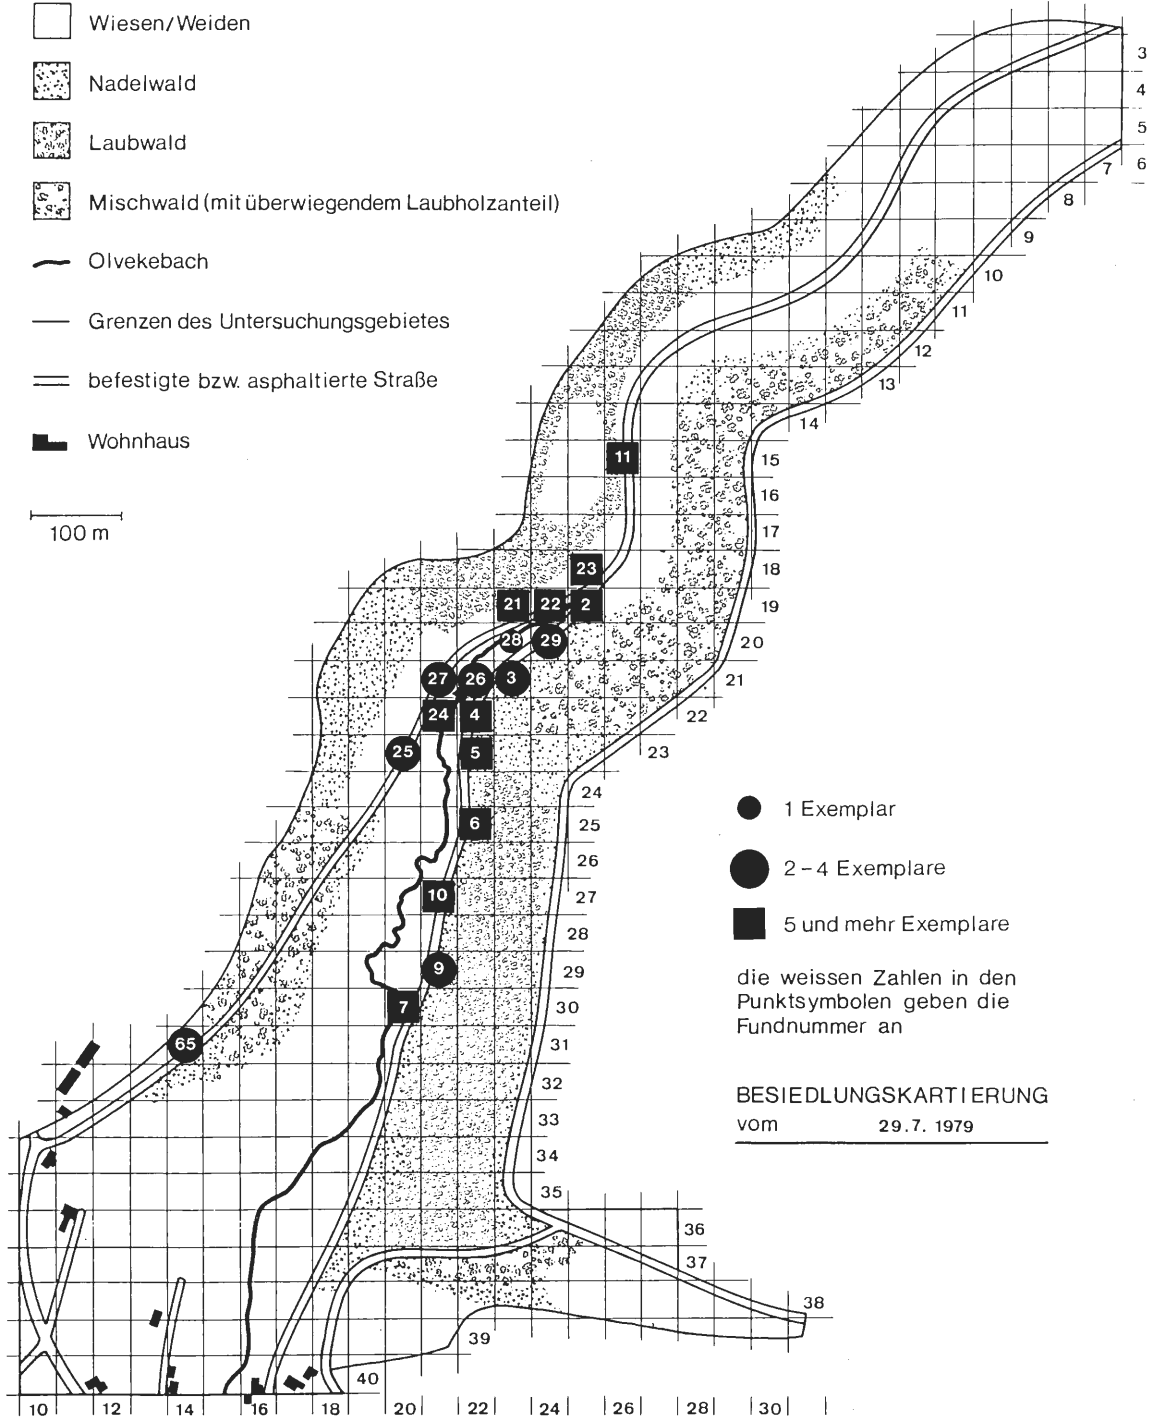 Wiesen/Weiden
Nadelwald
Laubwald
Mischwald (mit überwiegendem Laubholzanteil)
Olvekebach
Grenzen des Untersuchungsgebietes
befestigte bzw. asphaltierte Straße
Wohnhaus
100 m
3
4
5
6
7
8
9
10
11
12
13
14
15
16
17
18
19
20
21
22
23
24
25
26
27
28
29
30
31
32
33
34
35
36
37
38
39
40
11
23
21 22 2
28 29
27 26 3
24 4
25 5
6
10
9
7
65
1 Exemplar
2 – 4 Exemplare
5 und mehr Exemplare
die weissen Zahlen in den
Punktsymbolen geben die
Fundnummer an
BESIEDLUNGSKARTIERUNG
vom 29.7. 1979
10 12 14 16 18 20 22 24 26 28 30